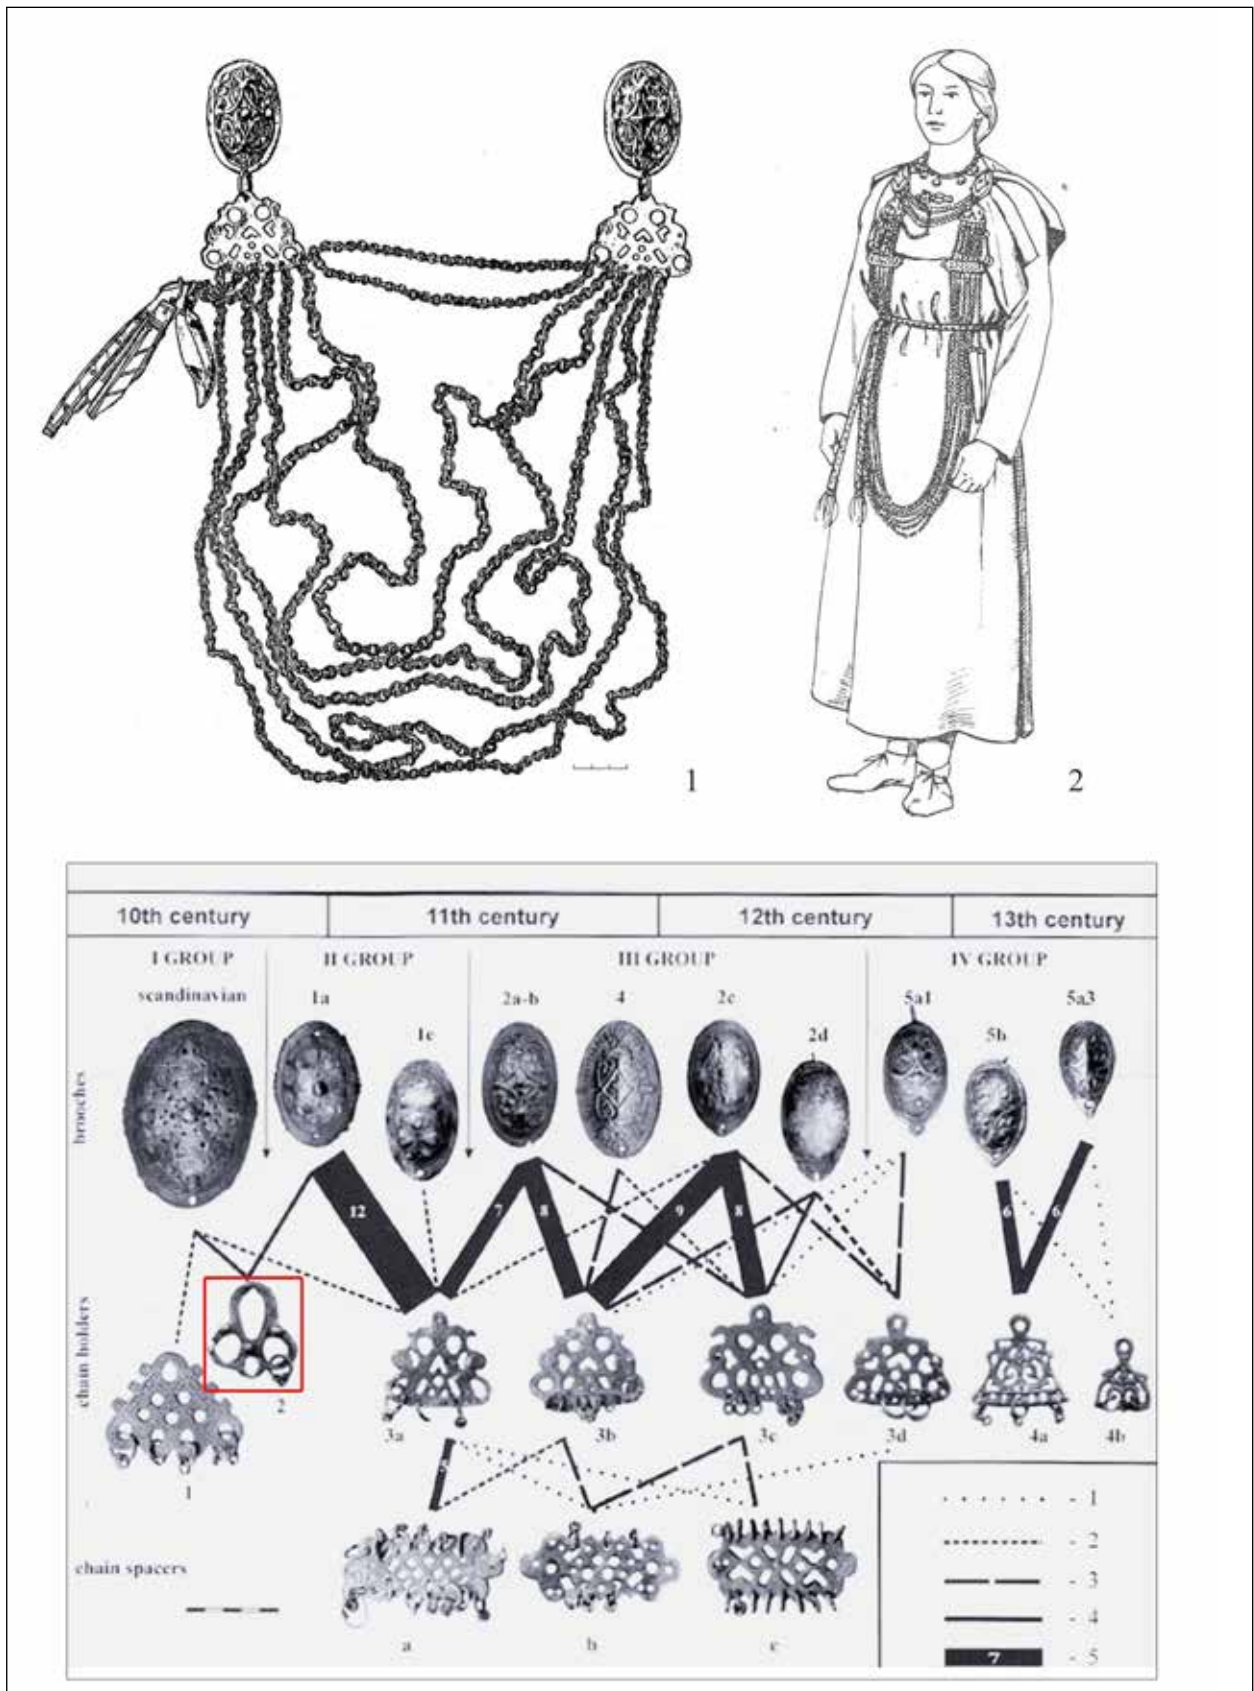 1
2
10th century 11th century 12th century 13th century
I GROUP II GROUP III GROUP IV GROUP
scandinavian 1a 2a-b 4 2c 5a1 5a3
1c 2d 5b
brooches
12 7 8 9 8 6 6
chain holders
2
3a 3b 3c 3d 4a 4b
1
chain spacers
a b c
- 1
- 2
- 3
- 4
7 - 5